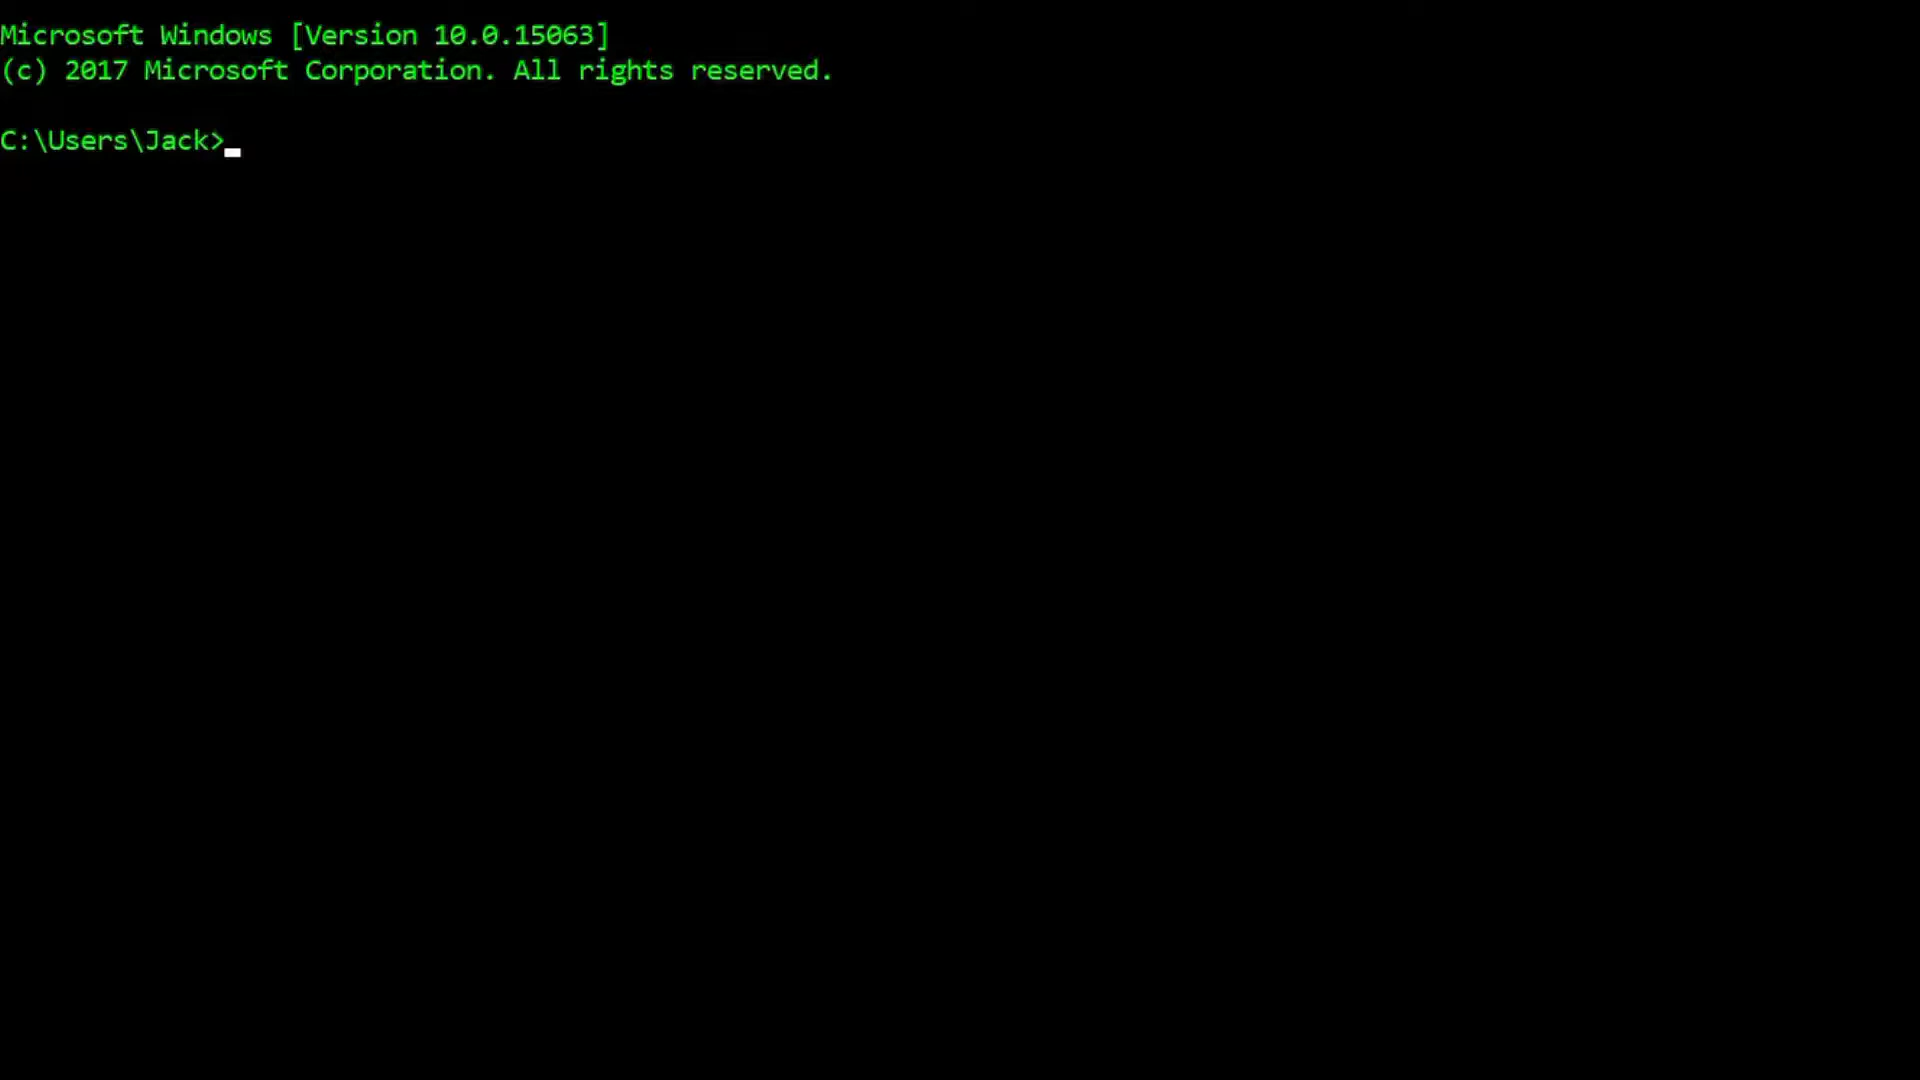 Microsoft Windows [Version 10.0.15063]
(c) 2017 Microsoft Corporation. All rights reserved.
C:\Users\Jack>